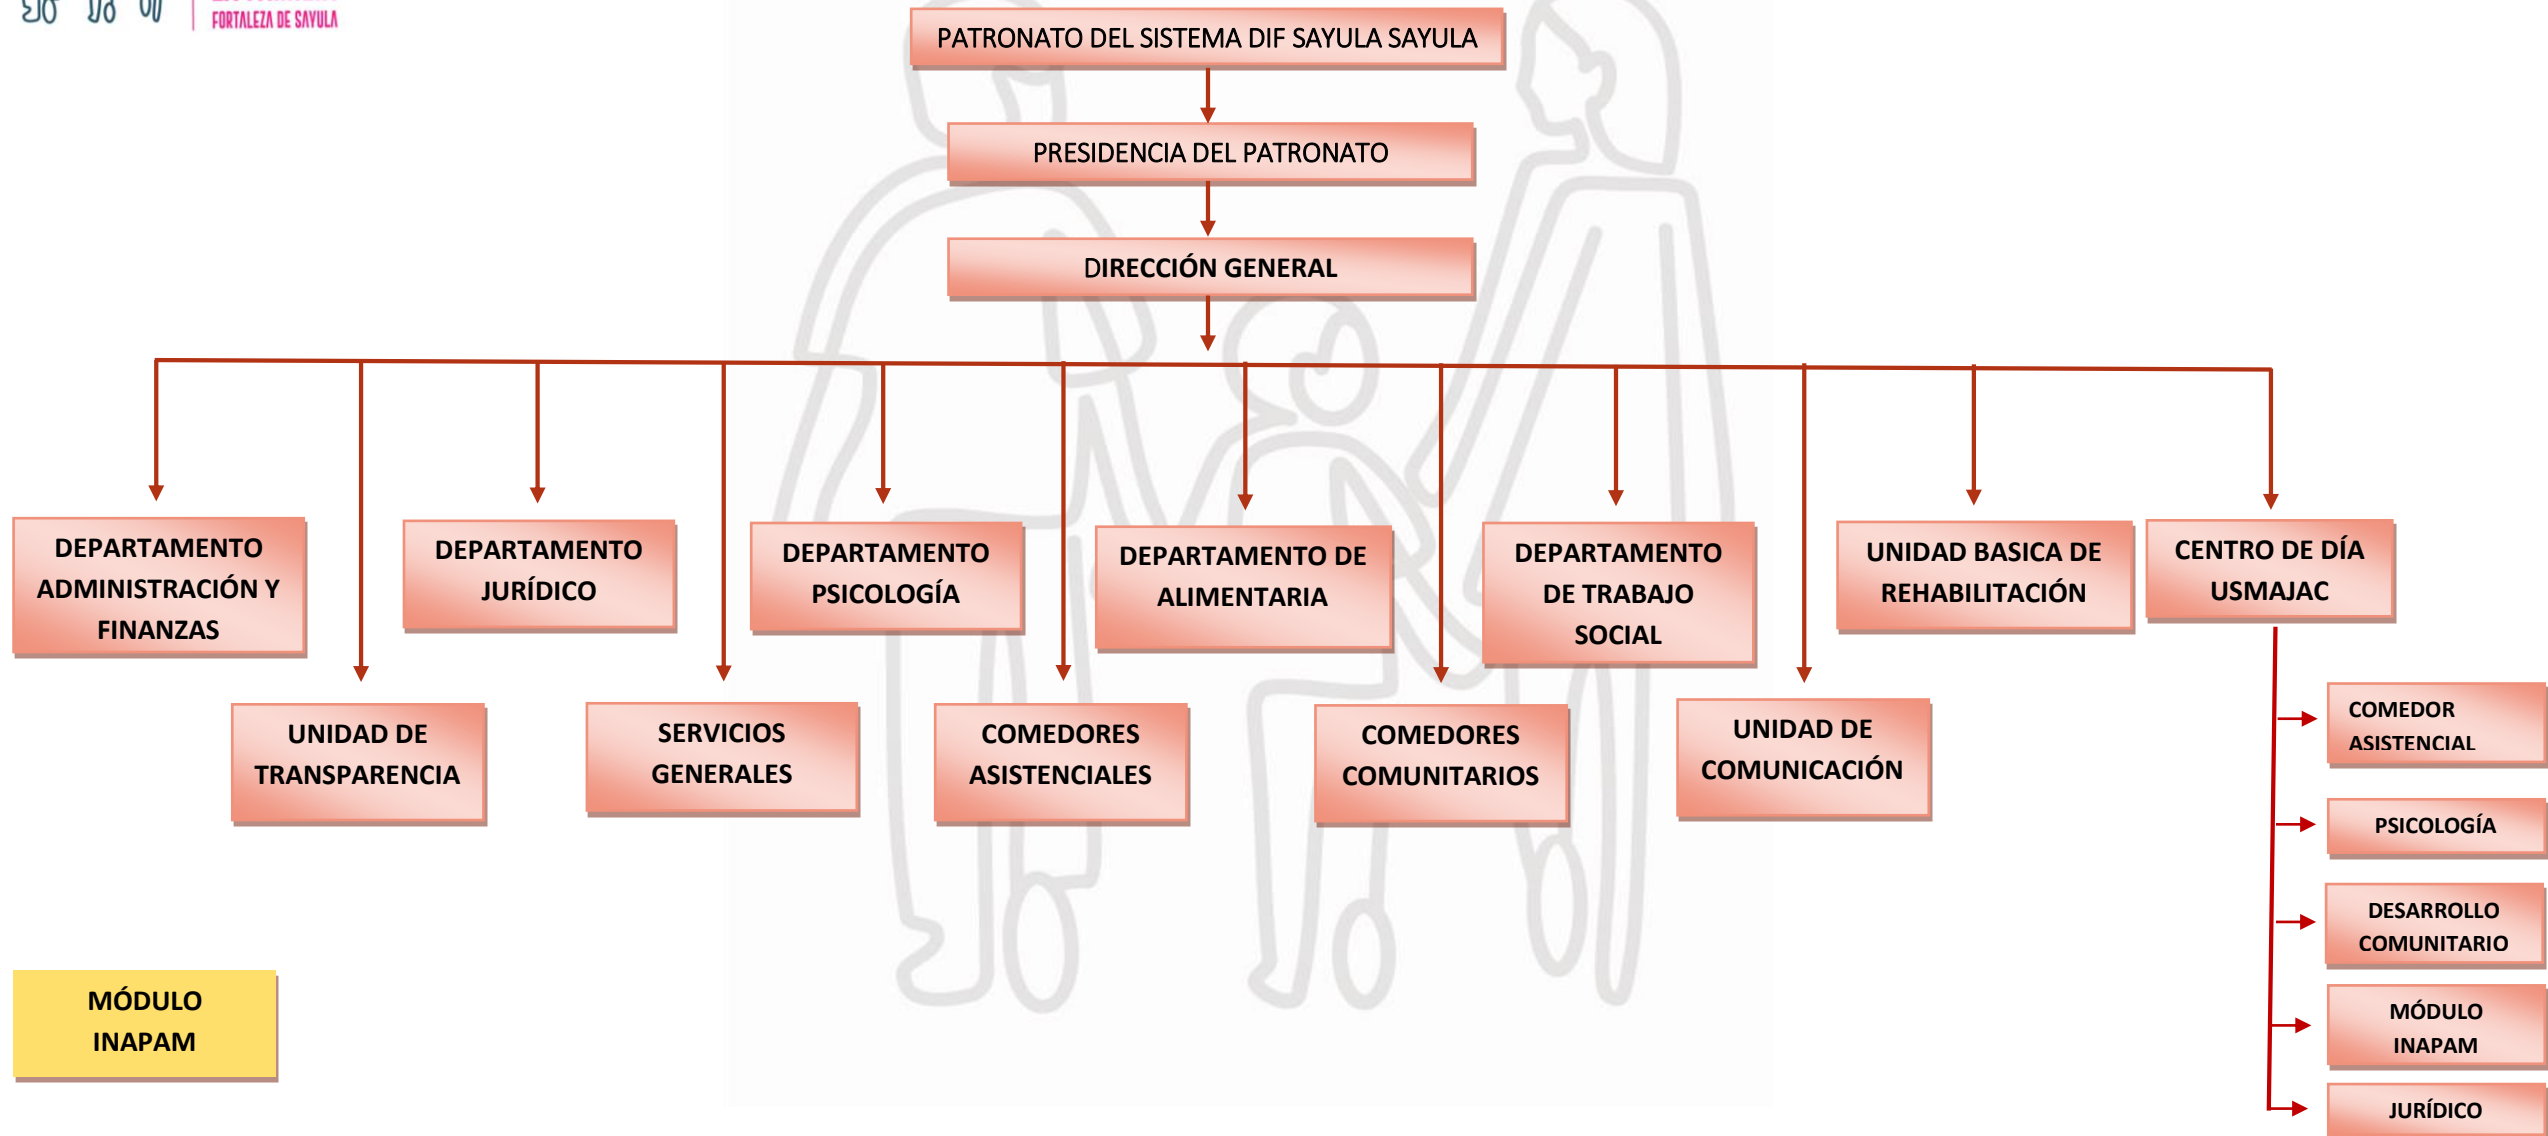 FORTALEZA DE SAYULA
PATRONATO DEL SISTEMA DIF SAYULA SAYULA
PRESIDENCIA DEL PATRONATO
DIRECCIÓN GENERAL
DEPARTAMENTO
ADMINISTRACIÓN Y
FINANZAS
DEPARTAMENTO
JURÍDICO
DEPARTAMENTO
PSICOLOGÍA
DEPARTAMENTO DE
ALIMENTARIA
DEPARTAMENTO
DE TRABAJO
SOCIAL
UNIDAD BASICA DE
REHABILITACIÓN
CENTRO DE DÍA
USMAJAC
UNIDAD DE
TRANSPARENCIA
SERVICIOS
GENERALES
COMEDORES
ASISTENCIALES
COMEDORES
COMUNITARIOS
UNIDAD DE
COMUNICACIÓN
COMEDOR
ASISTENCIAL
PSICOLOGÍA
DESARROLLO
COMUNITARIO
MÓDULO
INAPAM
JURÍDICO
MÓDULO
INAPAM